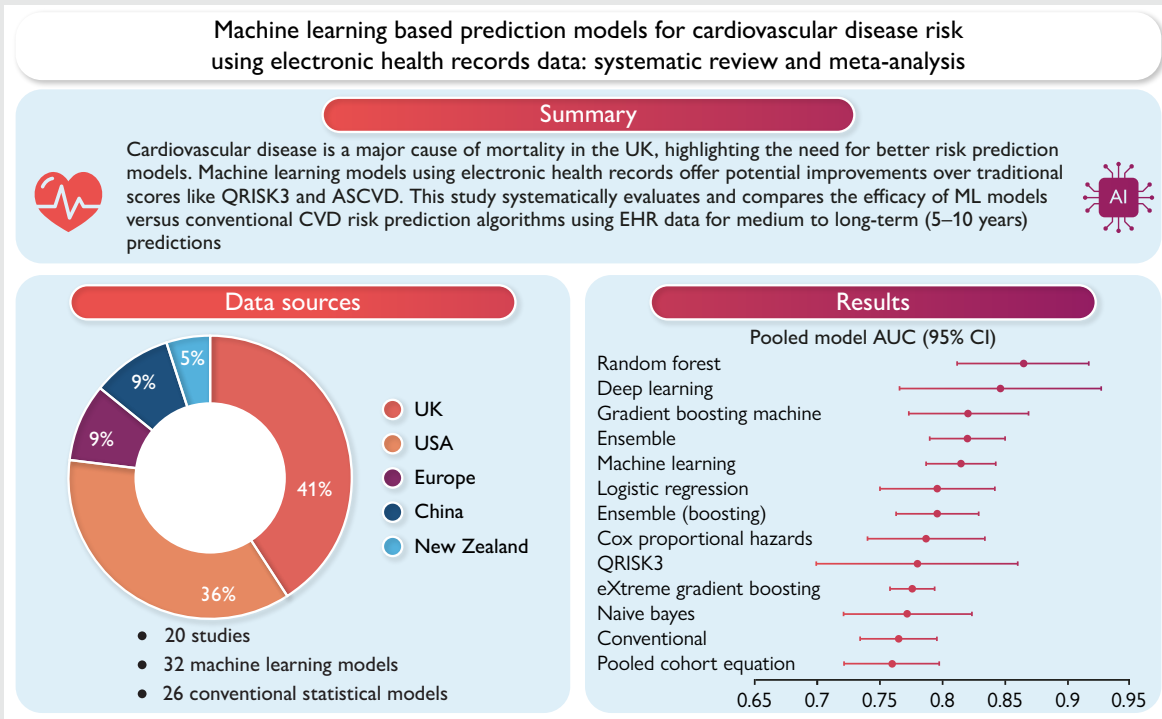 Machine learning based prediction models for cardiovascular disease risk
using electronic health records data: systematic review and meta-analysis
Summary
Cardiovascular disease is a major cause of mortality in the UK, highlighting the need for better risk prediction
models. Machine learning models using electronic health records offer potential improvements over traditional
scores like QRISK3 and ASCVD. This study systematically evaluates and compares the efficacy of ML models
versus conventional CVD risk prediction algorithms using EHR data for medium to long-term (5–10 years)
predictions
AI
Data sources
5%
9%
9%
41%
36%
UK
USA
Europe
China
New Zealand
● 20 studies
● 32 machine learning models
● 26 conventional statistical models
Results
Pooled model AUC (95% CI)
Random forest
Deep learning
Gradient boosting machine
Ensemble
Machine learning
Logistic regression
Ensemble (boosting)
Cox proportional hazards
QRISK3
eXtreme gradient boosting
Naive bayes
Conventional
Pooled cohort equation
0.65 0.7 0.75 0.8 0.85 0.9 0.95